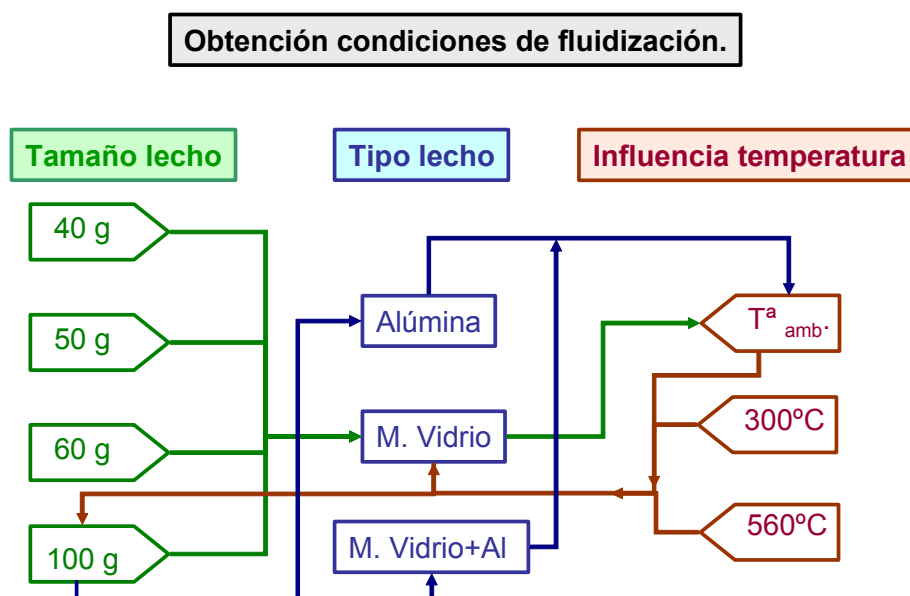 Obtención condiciones de fluidización.
Tamaño lecho
Tipo lecho
Influencia temperatura
40 g
50 g
60 g
100 g
Alúmina
M. Vidrio
M. Vidrio+Al
Tª amb.
300ºC
560ºC